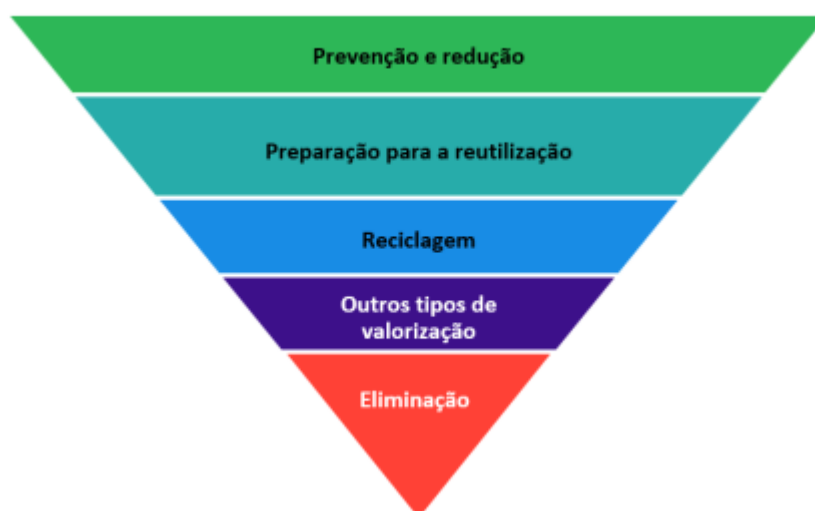 Prevenção e redução
Preparação para a reutilização
Reciclagem
Outros tipos de
valorização
Eliminação